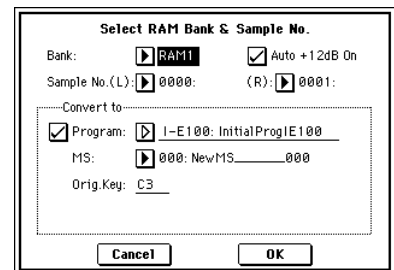 Select RAM Bank & Sample No.
Bank: RAM1 Auto +12dB On
Sample No.(L): 0000: (R): 0001:
Convert to
Program: I-E100: InitialProgIE100
MS: 000: NewMS________000
Orig.Key: C3
Cancel OK